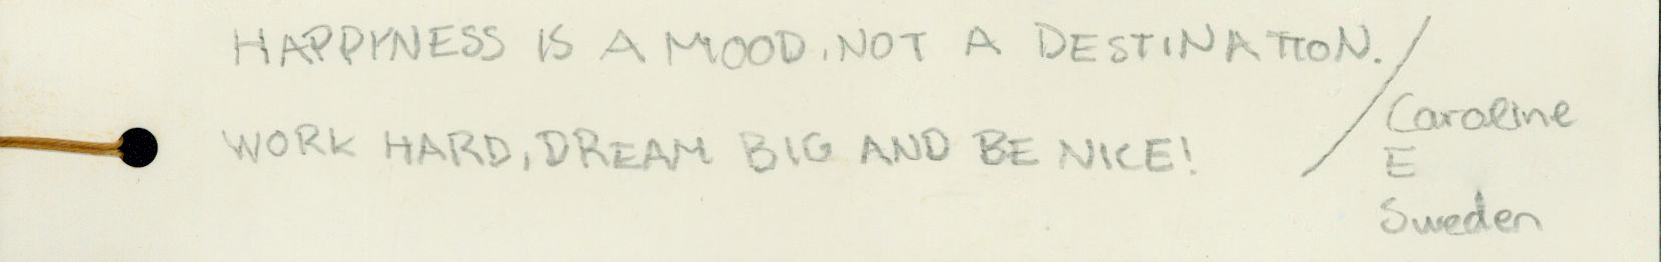 HAPPYNESS IS A MOOD, NOT A DESTINATION. /
WORK HARD, DREAM BIG AND BE NICE!
Caroline
E
Sweden